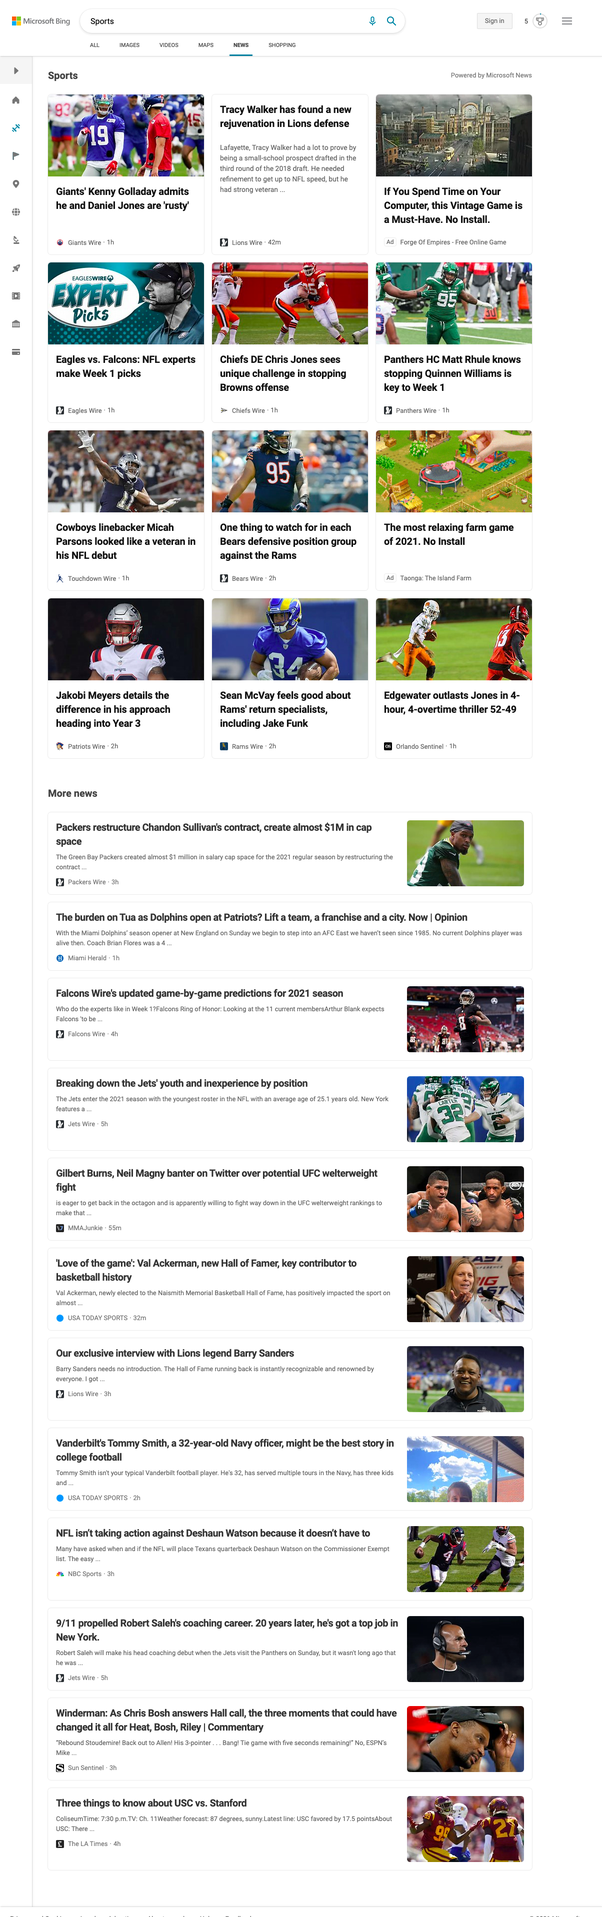 Microsoft Bing
Sports
Sign in
5
ALL IMAGES VIDEOS MAPS NEWS SHOPPING
Sports
Powered by Microsoft News
Giants' Kenny Golladay admits
he and Daniel Jones are 'rusty'
Giants Wire · 1h
Tracy Walker has found a new
rejuvenation in Lions defense
Lafayette, Tracy Walker had a lot to prove by
being a small-school prospect drafted in the
third round of the 2018 draft. He needed
refinement to get up to NFL speed, but he
had strong veteran ...
Lions Wire · 42m
If You Spend Time on Your
Computer, this Vintage Game is
a Must-Have. No Install.
Ad Forge Of Empires - Free Online Game
EAGLESWIRE
EXPERT
Picks
Eagles vs. Falcons: NFL experts
make Week 1 picks
Eagles Wire · 1h
Chiefs DE Chris Jones sees
unique challenge in stopping
Browns offense
Chiefs Wire · 1h
Panthers HC Matt Rhule knows
stopping Quinnen Williams is
key to Week 1
Panthers Wire · 1h
Cowboys linebacker Micah
Parsons looked like a veteran in
his NFL debut
Touchdown Wire · 1h
One thing to watch for in each
Bears defensive position group
against the Rams
Bears Wire · 2h
The most relaxing farm game
of 2021. No Install
Ad Taonga: The Island Farm
Jakobi Meyers details the
difference in his approach
heading into Year 3
Patriots Wire · 2h
Sean McVay feels good about
Rams' return specialists,
including Jake Funk
Rams Wire · 2h
Edgewater outlasts Jones in 4-
hour, 4-overtime thriller 52-49
Orlando Sentinel · 1h
More news
Packers restructure Chandon Sullivan's contract, create almost $1M in cap
space
The Green Bay Packers created almost $1 million in salary cap space for the 2021 regular season by restructuring the
contract ...
Packers Wire · 3h
The burden on Tua as Dolphins open at Patriots? Lift a team, a franchise and a city. Now | Opinion
With the Miami Dolphins' season opener at New England on Sunday we begin to step into an AFC East we haven't seen since 1985. No current Dolphins player was
alive then. Coach Brian Flores was a 4 ...
Miami Herald · 1h
Falcons Wire's updated game-by-game predictions for 2021 season
Who do the experts like in Week 1?Falcons Ring of Honor: Looking at the 11 current membersArthur Blank expects
Falcons 'to be ...
Falcons Wire · 4h
Breaking down the Jets' youth and inexperience by position
The Jets enter the 2021 season with the youngest roster in the NFL with an average age of 25.1 years old. New York
features a ...
Jets Wire · 5h
Gilbert Burns, Neil Magny banter on Twitter over potential UFC welterweight
fight
is eager to get back in the octagon and is apparently willing to fight way down in the UFC welterweight rankings to
make that ...
MMAJunkie · 55m
'Love of the game': Val Ackerman, new Hall of Famer, key contributor to
basketball history
Val Ackerman, newly elected to the Naismith Memorial Basketball Hall of Fame, has positively impacted the sport on
almost ...
USA TODAY SPORTS · 32m
Our exclusive interview with Lions legend Barry Sanders
Barry Sanders needs no introduction. The Hall of Fame running back is instantly recognizable and renowned by
everyone. I got ...
Lions Wire · 3h
Vanderbilt's Tommy Smith, a 32-year-old Navy officer, might be the best story in
college football
Tommy Smith isn't your typical Vanderbilt football player. He's 32, has served multiple tours in the Navy, has three kids
and ...
USA TODAY SPORTS · 2h
NFL isn't taking action against Deshaun Watson because it doesn't have to
Many have asked when and if the NFL will place Texans quarterback Deshaun Watson on the Commissioner Exempt
list. The easy ...
NBC Sports · 3h
9/11 propelled Robert Saleh's coaching career. 20 years later, he's got a top job in
New York.
Robert Saleh will make his head coaching debut when the Jets visit the Panthers on Sunday, but it wasn't long ago that
he was ...
Jets Wire · 5h
Winderman: As Chris Bosh answers Hall call, the three moments that could have
changed it all for Heat, Bosh, Riley | Commentary
"Rebound Stoudemire! Back out to Allen! His 3-pointer . . . Bang! Tie game with five seconds remaining!" No, ESPN's
Mike ...
Sun Sentinel · 3h
Three things to know about USC vs. Stanford
ColiseumTime: 7:30 p.m.TV: Ch. 11Weather forecast: 87 degrees, sunny.Latest line: USC favored by 17.5 pointsAbout
USC: There ...
The LA Times · 4h